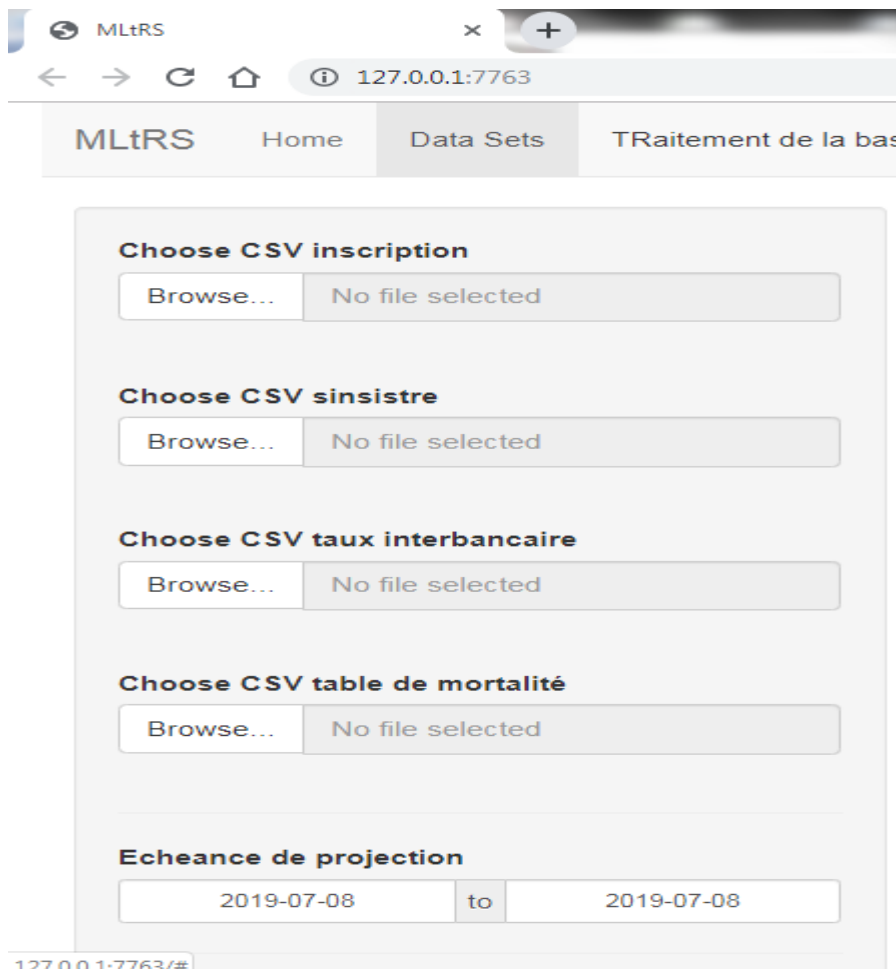 MLtRS
127.0.0.1:7763
MLtRS Home Data Sets TRaitement de la bas
Choose CSV inscription
Browse... No file selected
Choose CSV sinsistre
Browse... No file selected
Choose CSV taux interbancaire
Browse... No file selected
Choose CSV table de mortalité
Browse... No file selected
Echeance de projection
2019-07-08 to 2019-07-08
127.0.0.1:7763/#